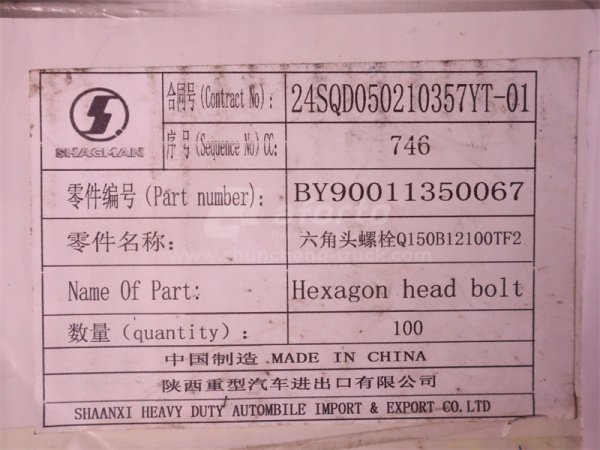 SHACMAN
合同号(Contract No): 24SQD050210357YT-01
序号(Sequence No)CC: 746
零件编号(Part number): BY90011350067
零件名称: 六角头螺栓Q150B12100TF2
Name Of Part: Hexagon head bolt
数量(quantity): 100
中国制造 MADE IN CHINA
陕西重型汽车进出口有限公司
SHAANXI HEAVY DUTY AUTOMBILE IMPORT & EXPORT CO.LTD